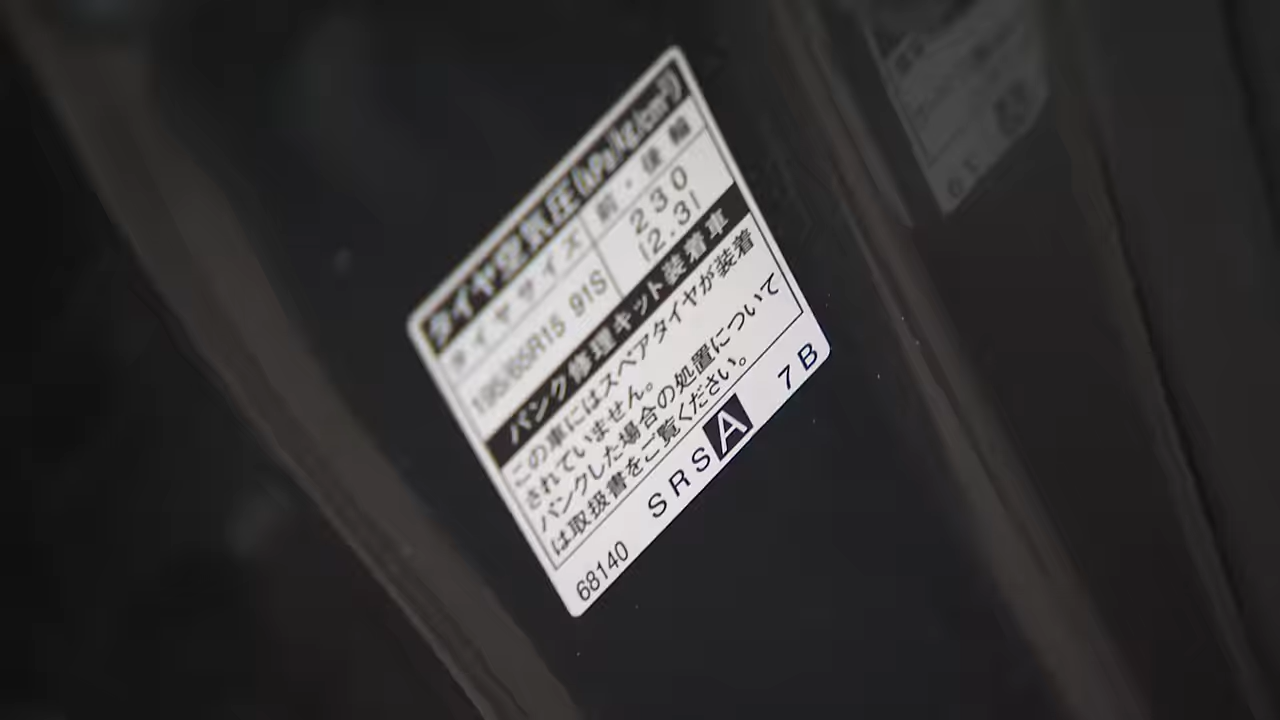 タイヤ空気圧(kPa){kg/cm²}
タイヤサイズ 前・後輪
195/65R15 91S 230
{2.3}
パンク修理キット装着車
この車にはスペアタイヤが装着
されていません。
パンクした場合の処置について
は取扱書をご覧ください。
68140 SRS A 7B